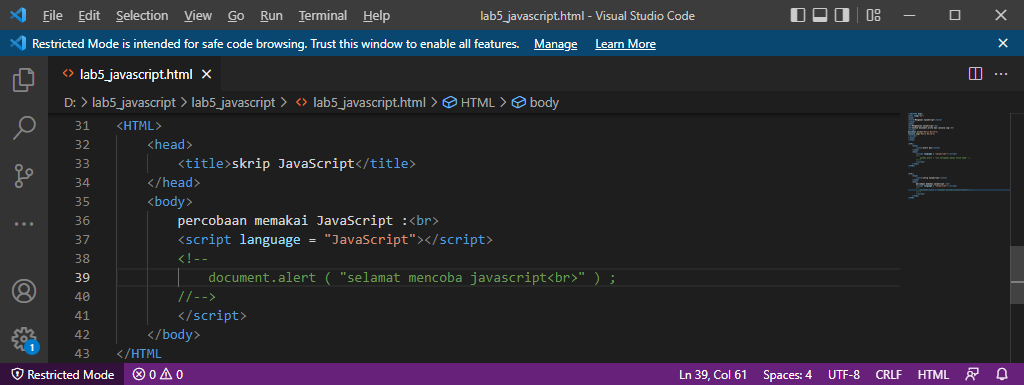 File Edit Selection View Go Run Terminal Help lab5_javascript.html - Visual Studio Code
Restricted Mode is intended for safe code browsing. Trust this window to enable all features. Manage Learn More
lab5_javascript.html
D: > lab5_javascript > lab5_javascript > lab5_javascript.html > HTML > body
31 <HTML>
32 <head>
33 <title>skrip JavaScript</title>
34 </head>
35 <body>
36 percobaan memakai JavaScript :<br>
37 <script language = "JavaScript"></script>
38 <!--
39 document.alert ( "selamat mencoba javascript<br>" ) ;
40 //-->
41 </script>
42 </body>
43 </HTML
1
Restricted Mode 0 0 Ln 39, Col 61 Spaces: 4 UTF-8 CRLF HTML